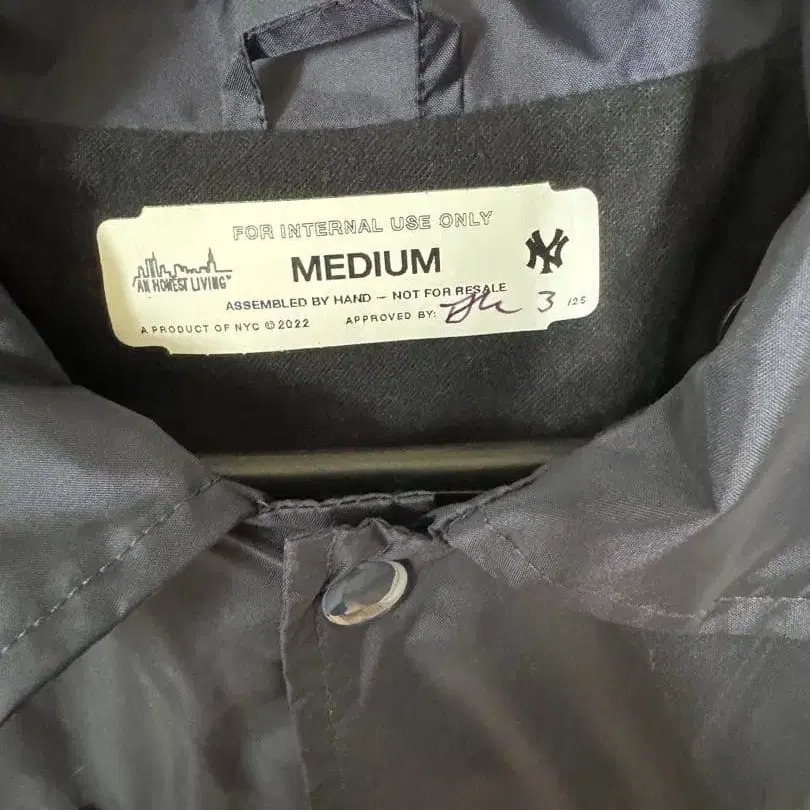 FOR INTERNAL USE ONLY
MEDIUM
NY
"AN HONEST LIVING"
ASSEMBLED BY HAND – NOT FOR RESALE
A PRODUCT OF NYC © 2022 APPROVED BY: 3 /25